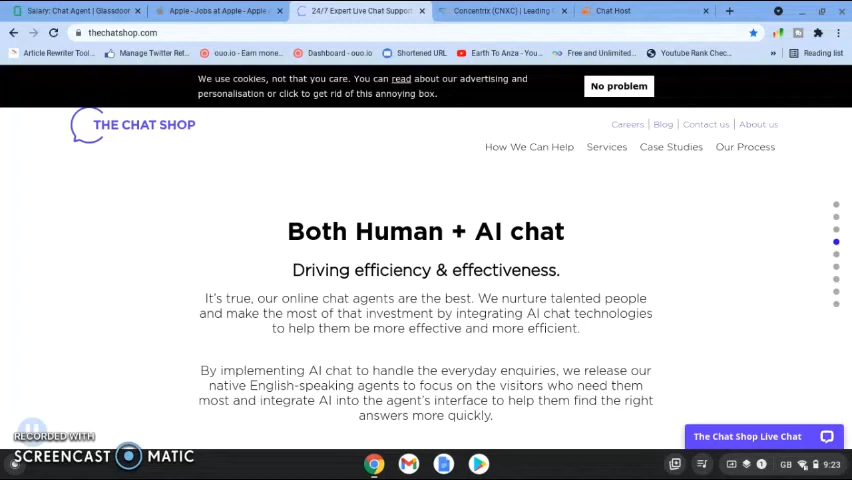 Salary: Chat Agent | Glassdoor
Apple - Jobs at Apple - Apple
24/7 Expert Live Chat Support
Concentrix (CNXC) | Leading
Chat Host
thechatshop.com
Article Rewriter Tool...
Manage Twitter Ret...
ouo.io - Earn mone...
Dashboard - ouo.io
Shortened URL
Earth To Anza - You...
Free and Unlimited...
Youtube Rank Chec...
Reading list
We use cookies, not that you care. You can read about our advertising and
personalisation or click to get rid of this annoying box.
No problem
THE CHAT SHOP
Careers | Blog | Contact us | About us
How We Can Help Services Case Studies Our Process
Both Human + AI chat
Driving efficiency & effectiveness.
It's true, our online chat agents are the best. We nurture talented people
and make the most of that investment by integrating AI chat technologies
to help them be more effective and more efficient.
By implementing AI chat to handle the everyday enquiries, we release our
native English-speaking agents to focus on the visitors who need them
most and integrate AI into the agent's interface to help them find the right
answers more quickly.
The Chat Shop Live Chat
RECORDED WITH
SCREENCAST MATIC
GB 9:23